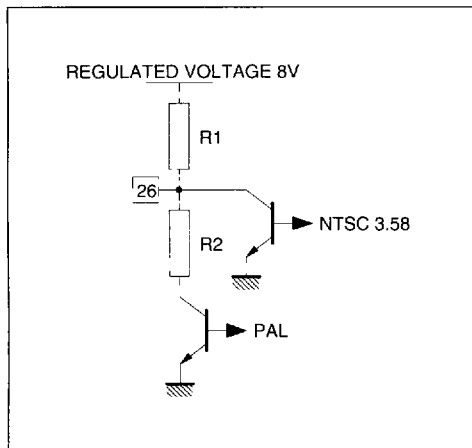 REGULATED VOLTAGE 8V
R1
26
NTSC 3.58
R2
PAL